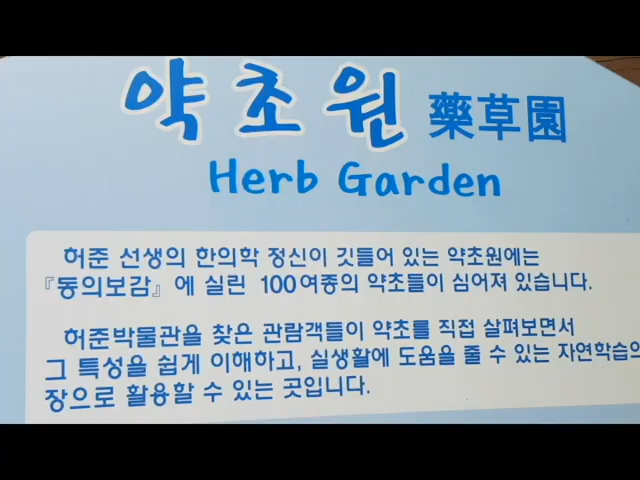 약초원 藥草園
Herb Garden
허준 선생의 한의학 정신이 깃들어 있는 약초원에는
『동의보감』에 실린 100여종의 약초들이 심어져 있습니다.
허준박물관을 찾은 관람객들이 약초를 직접 살펴보면서
그 특성을 쉽게 이해하고, 실생활에 도움을 줄 수 있는 자연학습의
장으로 활용할 수 있는 곳입니다.